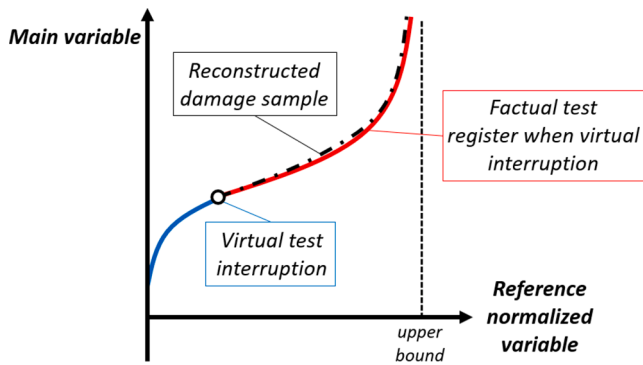 Main variable
Reconstructed
damage sample
Factual test
register when virtual
interruption
Virtual test
interruption
Reference
normalized
variable
upper
bound